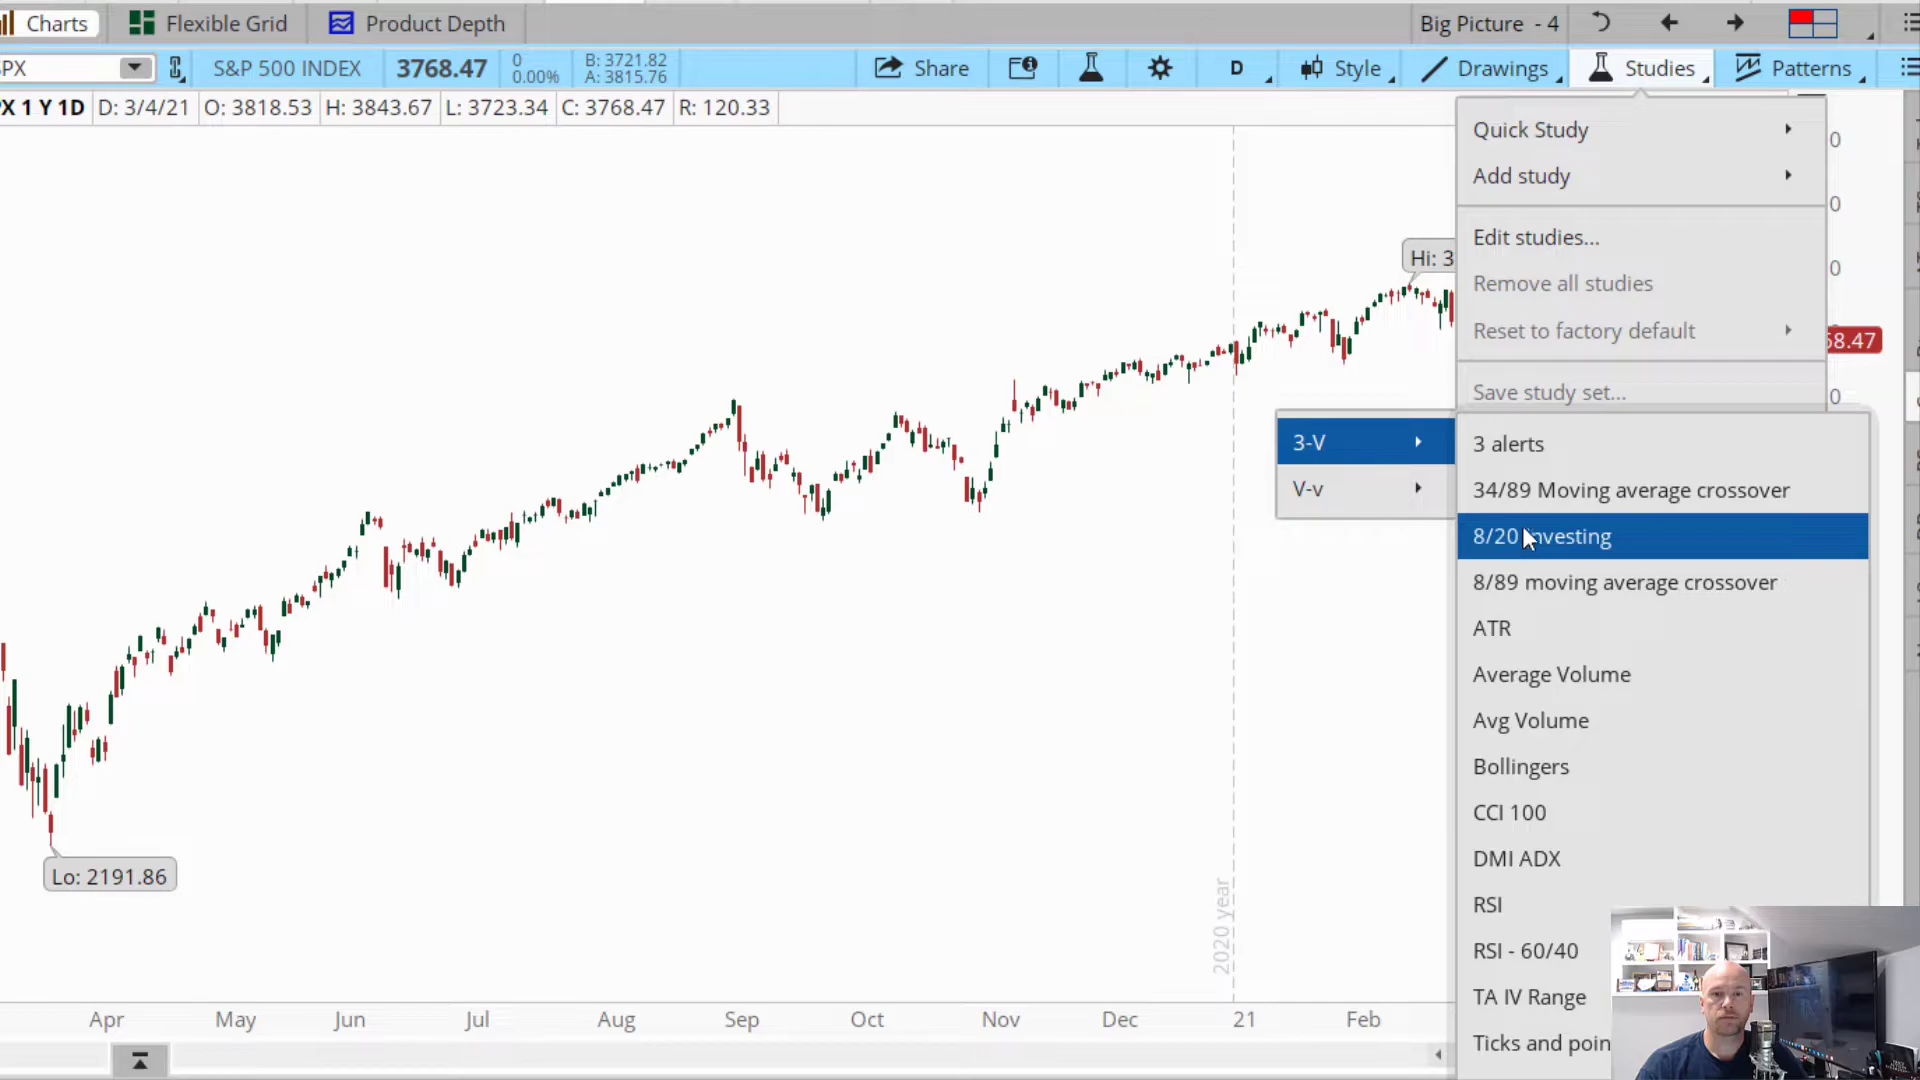 Charts
Flexible Grid
Product Depth
Big Picture - 4
PX
S&P 500 INDEX
3768.47
0
0.00%
B: 3721.82
A: 3815.76
Share
D
Style
Drawings
Studies
Patterns
X 1 Y 1D
D: 3/4/21
O: 3818.53
H: 3843.67
L: 3723.34
C: 3768.47
R: 120.33
Quick Study
Add study
Edit studies...
Remove all studies
Reset to factory default
Save study set...
0
0
0
58.47
0
Hi: 3
3-V
V-v
3 alerts
34/89 Moving average crossover
8/20 Investing
8/89 moving average crossover
ATR
Average Volume
Avg Volume
Bollingers
CCI 100
DMI ADX
RSI
RSI - 60/40
TA IV Range
Ticks and poin
Lo: 2191.86
2020 year
Apr
May
Jun
Jul
Aug
Sep
Oct
Nov
Dec
21
Feb